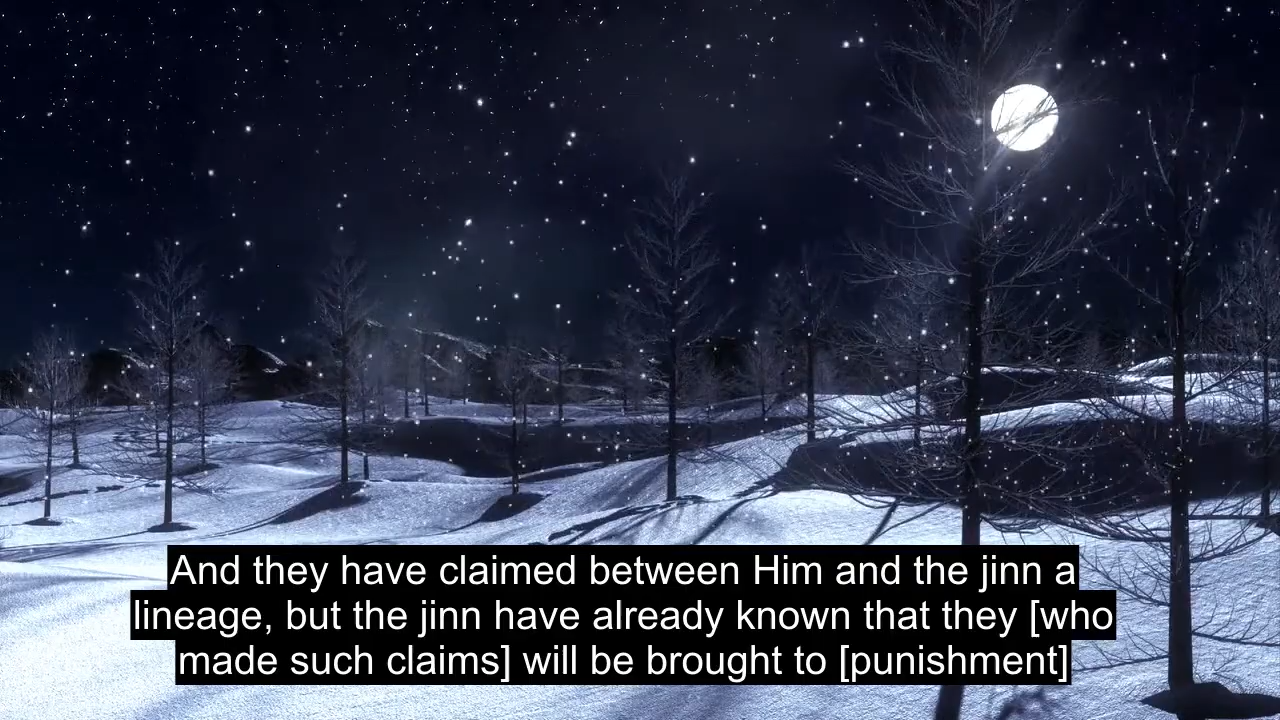 And they have claimed between Him and the jinn a
lineage, but the jinn have already known that they [who
made such claims] will be brought to [punishment]